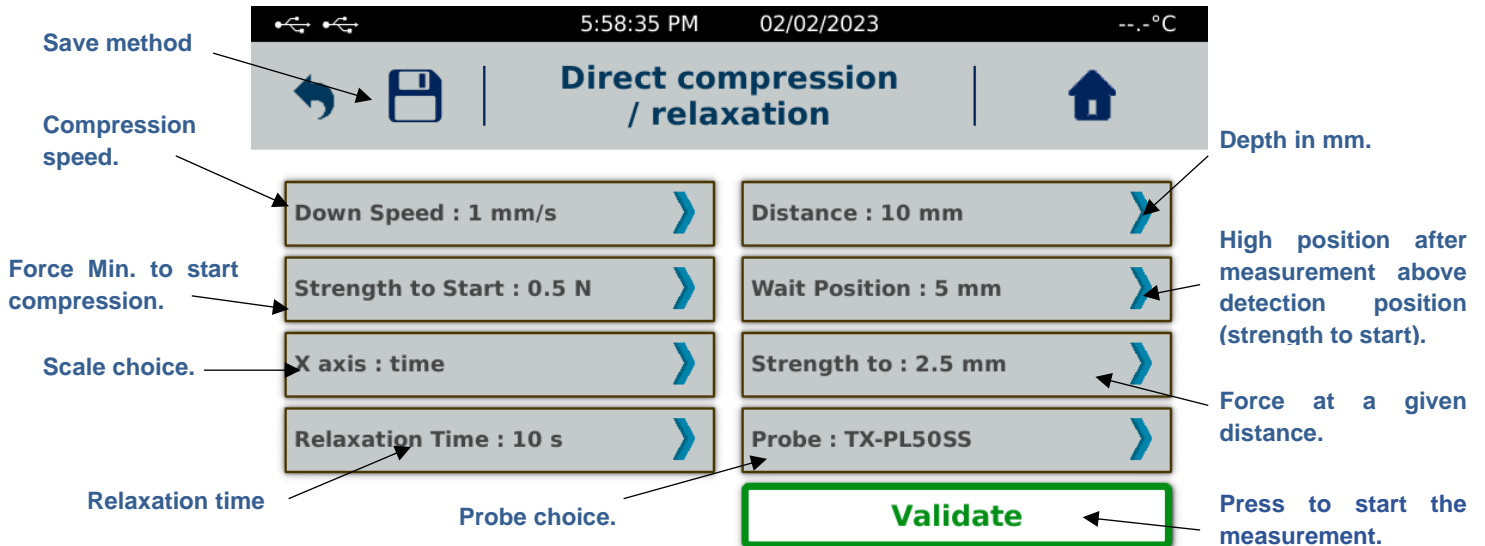 5:58:35 PM 02/02/2023 --.-°C
Save method
Direct compression
/ relaxation
Compression
speed.
Depth in mm.
Down Speed : 1 mm/s
Distance : 10 mm
High position after
measurement above
detection position
(strength to start).
Force Min. to start
compression.
Strength to Start : 0.5 N
Wait Position : 5 mm
Scale choice.
X axis : time
Strength to : 2.5 mm
Force at a given
distance.
Relaxation Time : 10 s
Probe : TX-PL50SS
Relaxation time
Probe choice.
Validate
Press to start the
measurement.